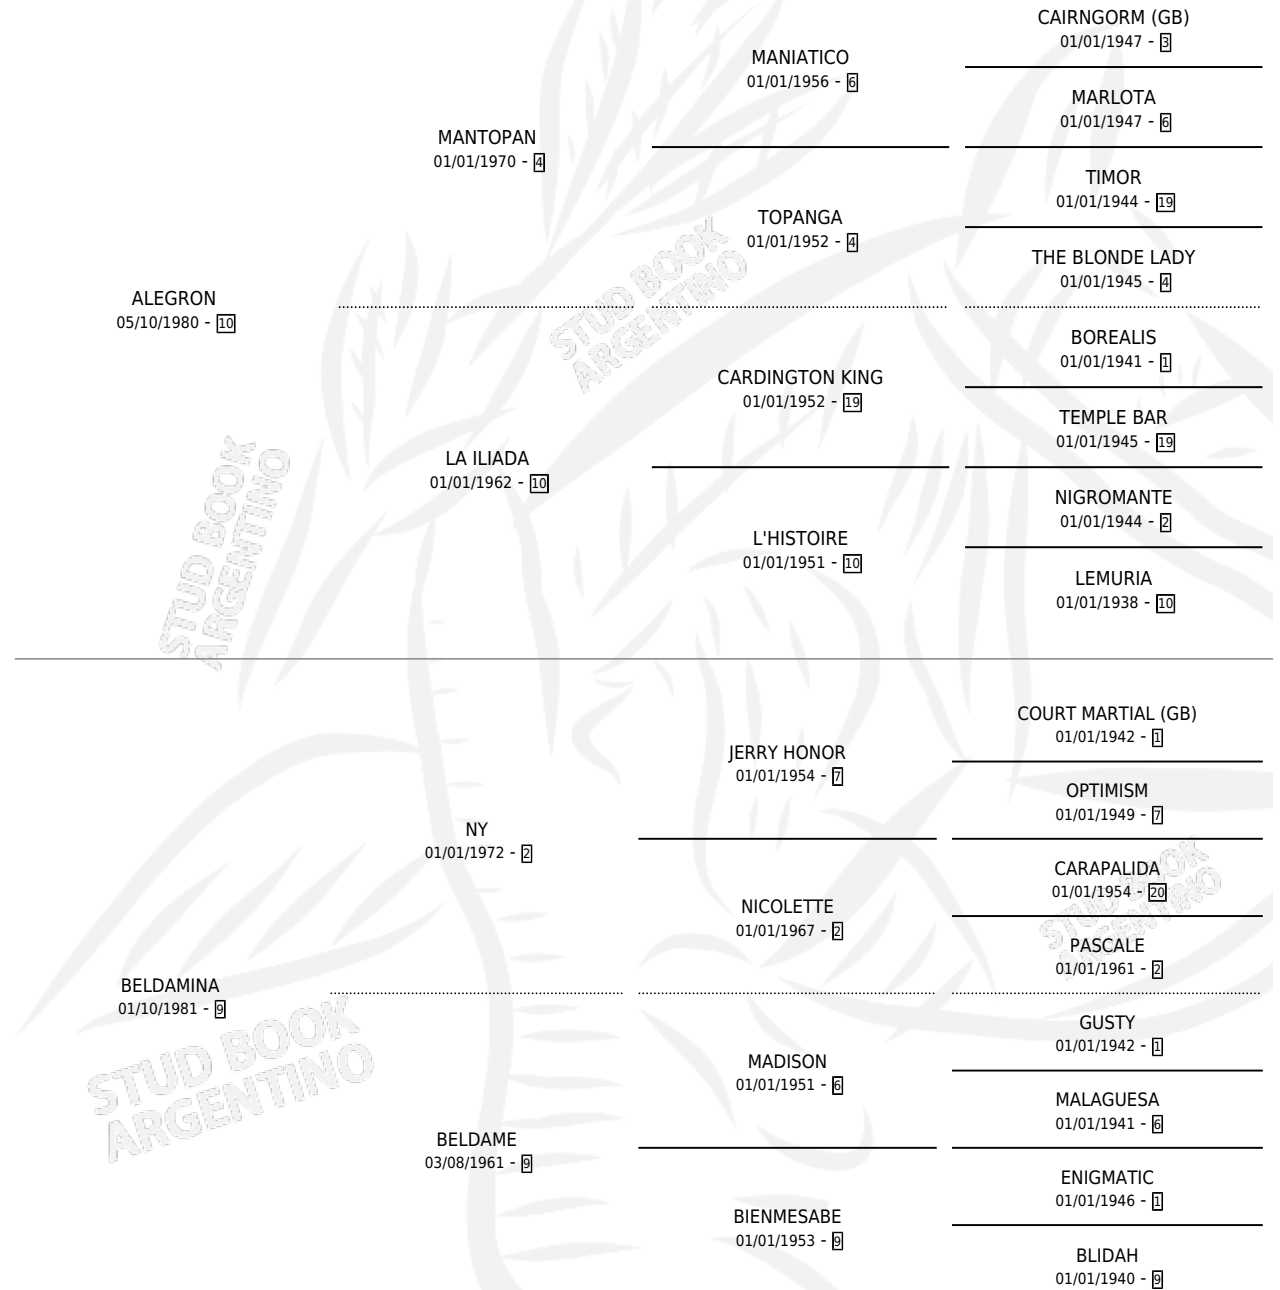 CAIRNGORM (GB)
01/01/1947 - 3
MANIATICO
01/01/1956 - 6
MARLOTA
01/01/1947 - 6
MANTOPAN
01/01/1970 - 4
TIMOR
01/01/1944 - 19
TOPANGA
01/01/1952 - 4
THE BLONDE LADY
01/01/1945 - 4
ALEGRON
05/10/1980 - 10
STUD BOOK
ARGENTINO
BOREALIS
01/01/1941 - 1
CARDINGTON KING
01/01/1952 - 19
TEMPLE BAR
01/01/1945 - 19
LA ILIADA
01/01/1962 - 10
NIGROMANTE
01/01/1944 - 2
L'HISTOIRE
01/01/1951 - 10
LEMURIA
01/01/1938 - 10
STUD BOOK
ARGENTINO
COURT MARTIAL (GB)
01/01/1942 - 1
JERRY HONOR
01/01/1954 - 7
OPTIMISM
01/01/1949 - 7
NY
01/01/1972 - 2
CARAPALIDA
01/01/1954 - 20
NICOLETTE
01/01/1967 - 2
PASCALE
01/01/1961 - 2
STUD BOOK
ARGENTINO
BELDAMINA
01/10/1981 - 9
GUSTY
01/01/1942 - 1
MADISON
01/01/1951 - 6
MALAGUESA
01/01/1941 - 6
STUD BOOK
ARGENTINO
BELDAME
03/08/1961 - 9
ENIGMATIC
01/01/1946 - 1
BIENMESABE
01/01/1953 - 9
BLIDAH
01/01/1940 - 9